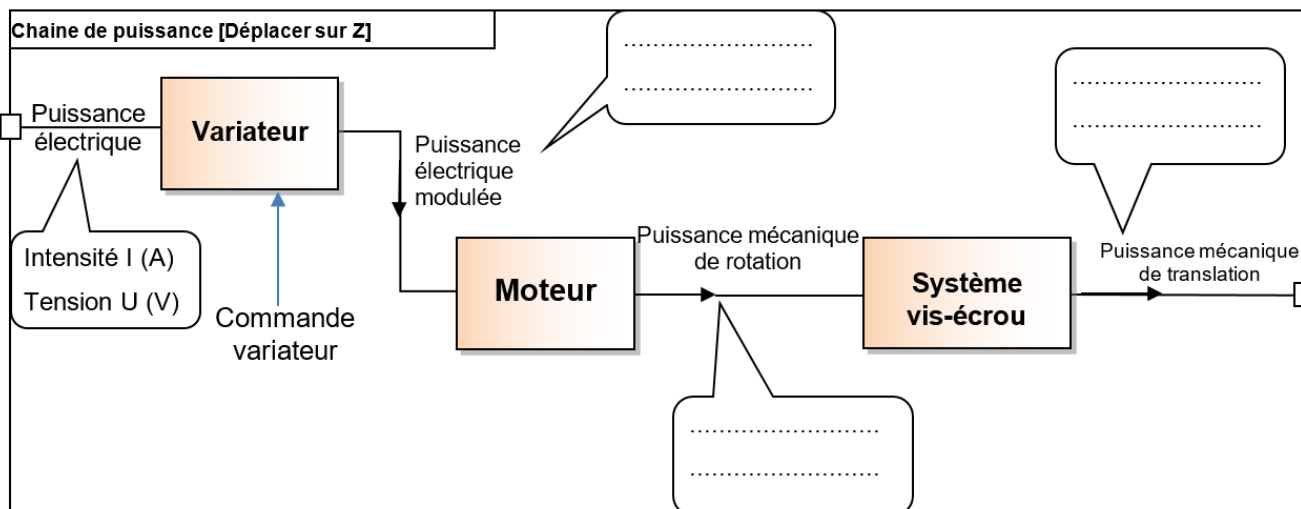 Chaine de puissance [Déplacer sur Z]
Puissance
électrique
Variateur
Puissance
électrique
modulée
...........................
...........................
...........................
...........................
Intensité I (A)
Tension U (V)
Commande
variateur
Moteur
Puissance mécanique
de rotation
Système
vis-écrou
Puissance mécanique
de translation
...........................
...........................